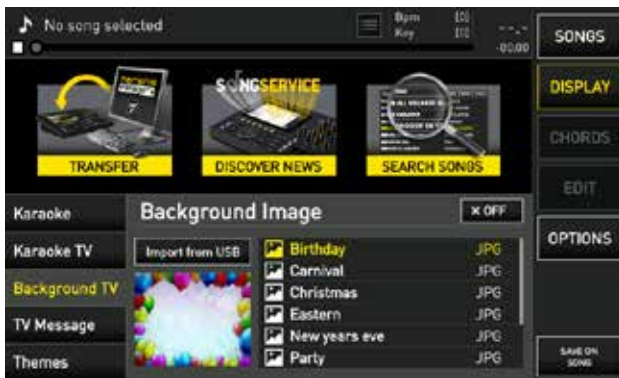 No song selected
Bpm
Key
-00.00
SONGS
DISPLAY
CHORDS
EDIT
OPTIONS
SAVE ON
SONG
SONGSERVICE
TRANSFER
DISCOVER NEWS
SEARCH SONGS
Karaoke
Karaoke TV
Background TV
TV Message
Themes
Background Image
× OFF
Import from USB
Birthday JPG
Carnival JPG
Christmas JPG
Eastern JPG
New years eve JPG
Party JPG